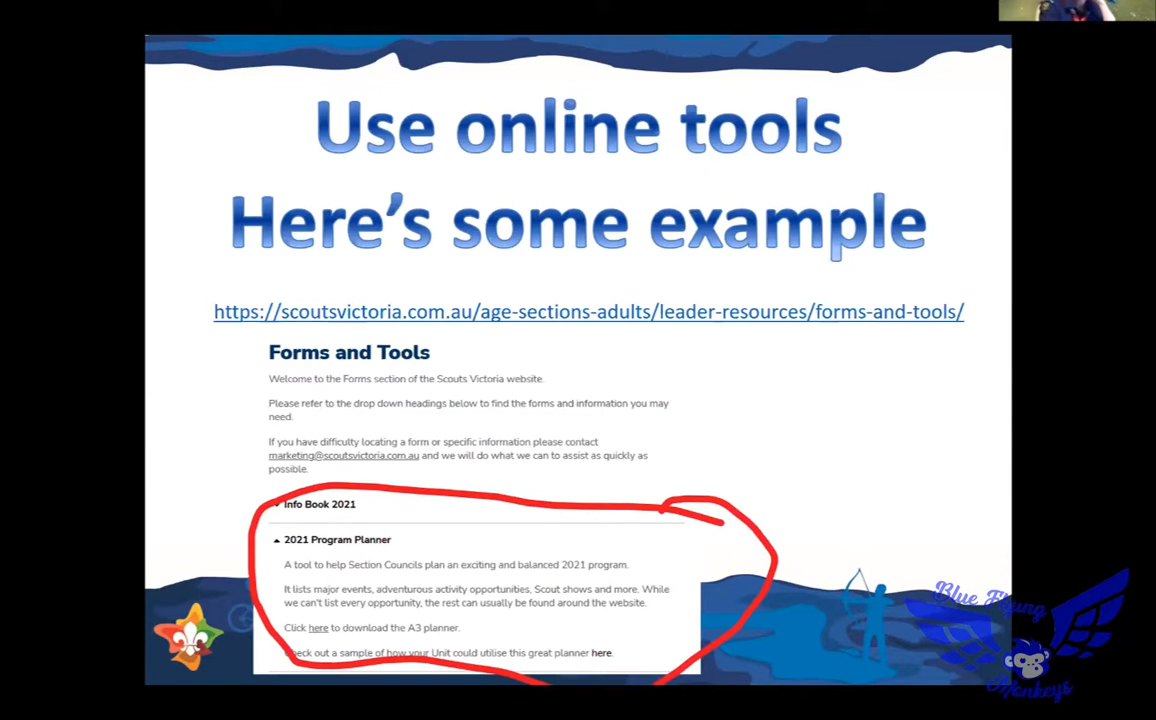 Use online tools
Here's some example
https://scoutsvictoria.com.au/age-sections-adults/leader-resources/forms-and-tools/
Forms and Tools
Welcome to the Forms section of the Scouts Victoria website.
Please refer to the drop down headings below to find the forms and information you may
need.
If you have difficulty locating a form or specific information please contact
marketing@scoutsvictoria.com.au and we will do what we can to assist as quickly as
possible.
Info Book 2021
2021 Program Planner
A tool to help Section Councils plan an exciting and balanced 2021 program.
It lists major events, adventurous activity opportunities, Scout shows and more. While
we can't list every opportunity, the rest can usually be found around the website.
Click here to download the A3 planner.
Check out a sample of how your Unit could utilise this great planner here.
Blue Flying
Monkeys